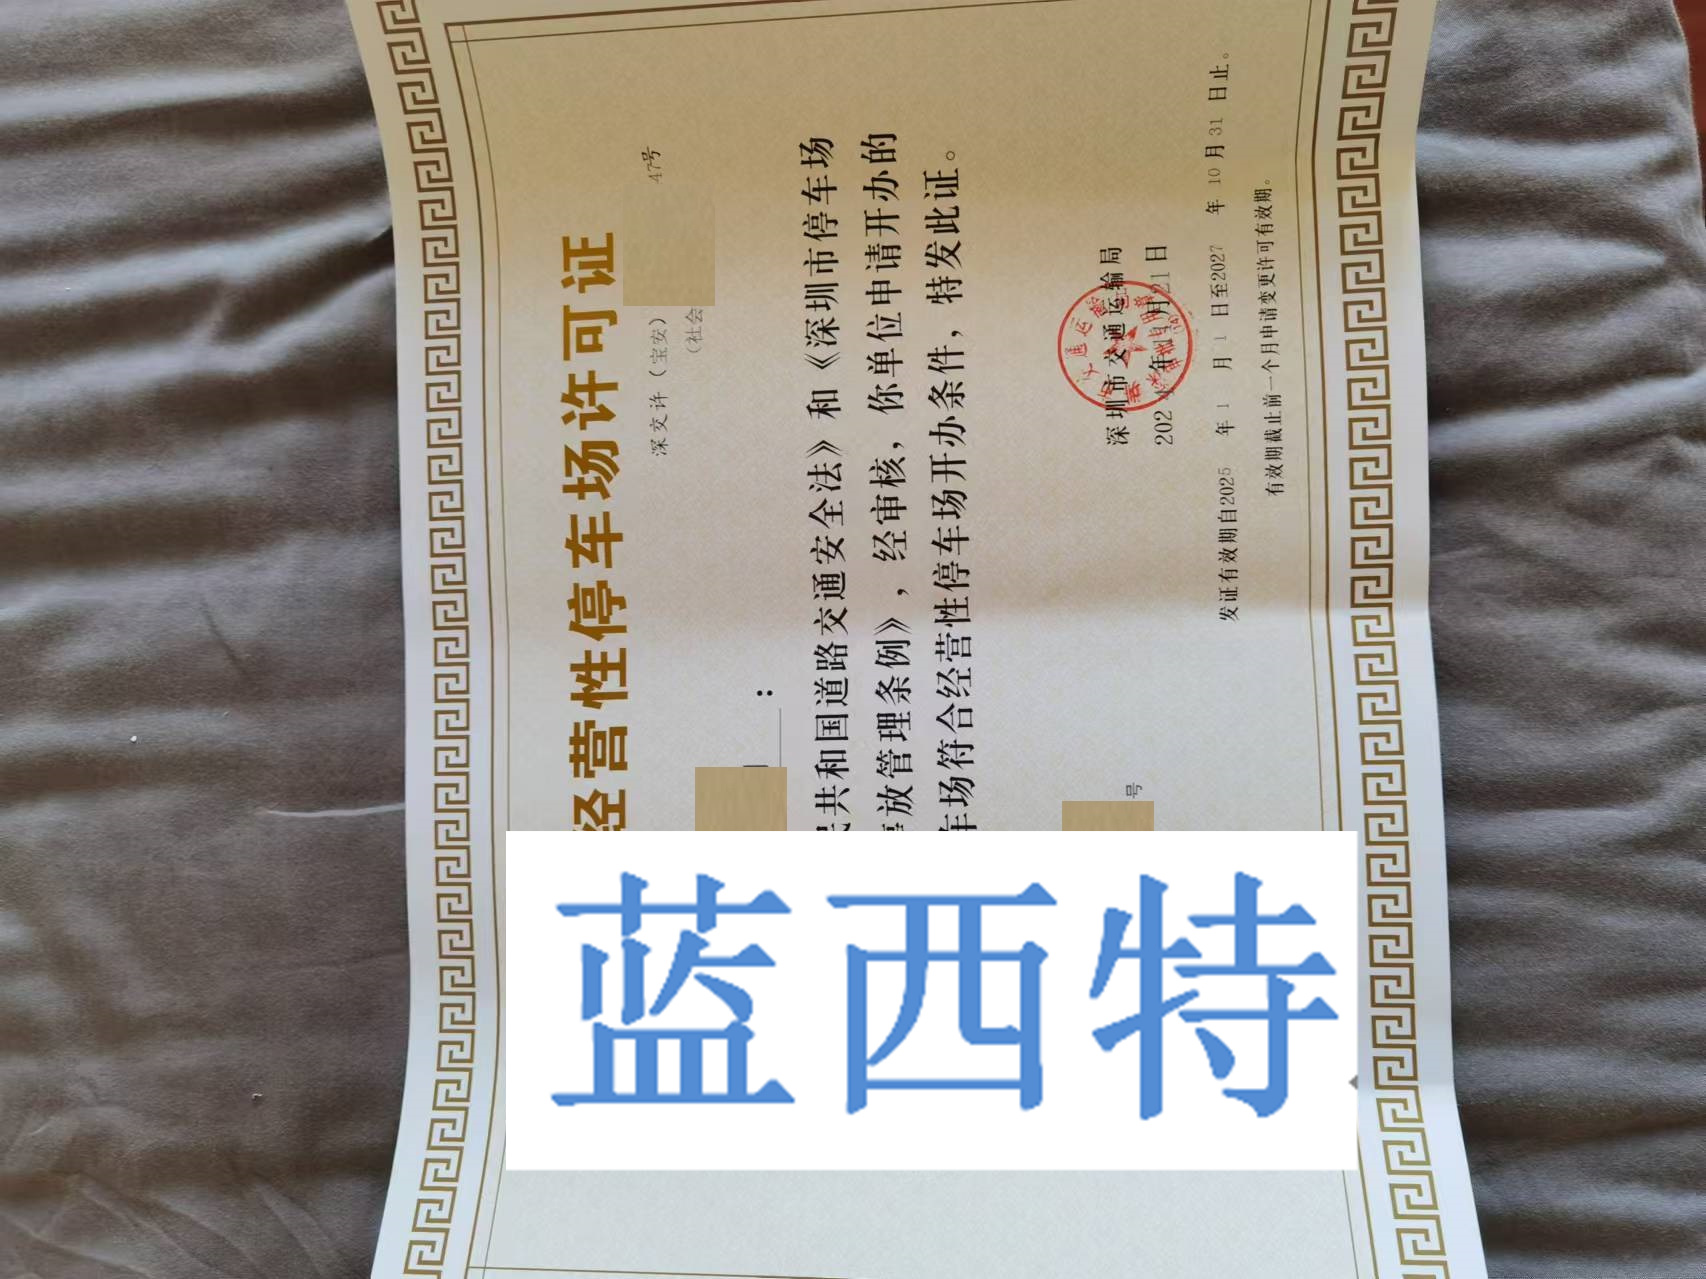 经营性停车场许可证
深交许（宝安） 47号
（社会
：
民共和国道路交通安全法》和《深圳市停车场
停放管理条例》，经审核，你单位申请开办的
车场符合经营性停车场开办条件，特发此证。
号
深圳市交通运输局
202 年11月21日
发证有效期自2025 年 1 月 1 日至2027 年 10 月 31 日止。
有效期截止前一个月申请变更许可有效期。
蓝西特